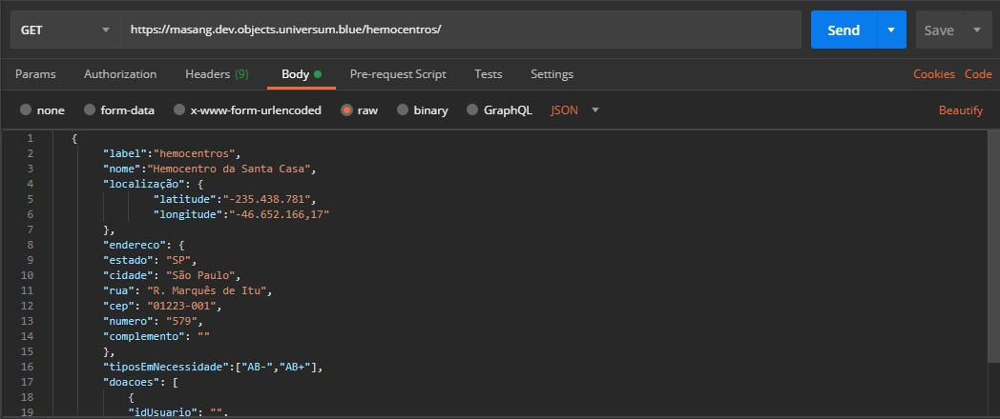 GET https://masang.dev.objects.universum.blue/hemocentros/ Send Save
Params Authorization Headers (9) Body Pre-request Script Tests Settings Cookies Code
none form-data x-www-form-urlencoded raw binary GraphQL JSON Beautify
1 {
2 "label":"hemocentros",
3 "nome":"Hemocentro da Santa Casa",
4 "localização": {
5 "latitude":"-235.438.781",
6 "longitude":"-46.652.166,17"
7 },
8 "endereco": {
9 "estado": "SP",
10 "cidade": "São Paulo",
11 "rua": "R. Marquês de Itu",
12 "cep": "01223-001",
13 "numero": "579",
14 "complemento": ""
15 },
16 "tiposEmNecessidade":["AB-","AB+"],
17 "doacoes": [
18 {
19 "idUsuario": "",